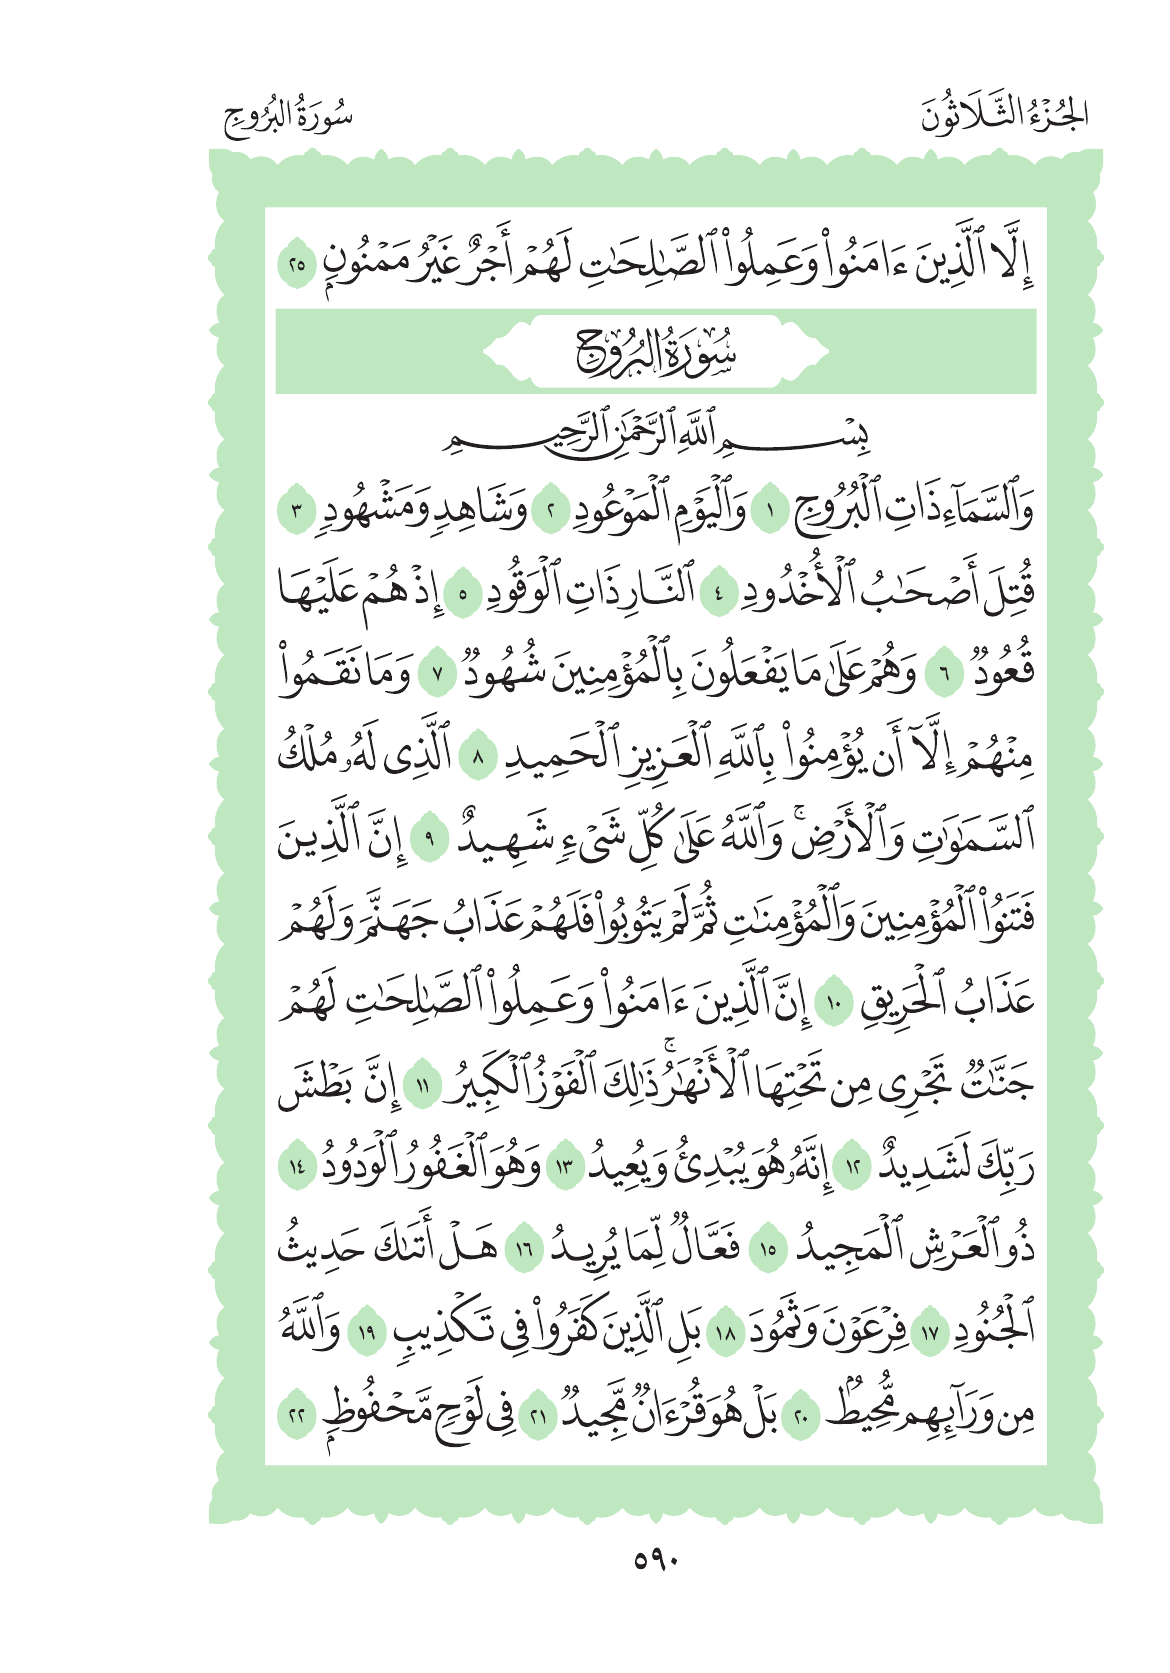 الجُزْءُ الثَّلَاثُونَ
سُورَةُ البُرُوجِ
إِلَّا ٱلَّذِينَ ءَامَنُواْ وَعَمِلُواْ ٱلصَّٰلِحَٰتِ لَهُمْ أَجْرٌ غَيْرُ مَمْنُونِۭ ٢٥
سُورَةُ البُرُوجِ
بِسْمِ ٱللَّهِ ٱلرَّحْمَٰنِ ٱلرَّحِيمِ
وَٱلسَّمَآءِ ذَاتِ ٱلْبُرُوجِ ١ وَٱلْيَوْمِ ٱلْمَوْعُودِ ٢ وَشَاهِدٍ وَمَشْهُودٍ ٣
قُتِلَ أَصْحَٰبُ ٱلْأُخْدُودِ ٤ ٱلنَّارِ ذَاتِ ٱلْوَقُودِ ٥ إِذْ هُمْ عَلَيْهَا
قُعُودٌ ٦ وَهُمْ عَلَىٰ مَا يَفْعَلُونَ بِٱلْمُؤْمِنِينَ شُهُودٌ ٧ وَمَا نَقَمُواْ
مِنْهُمْ إِلَّآ أَن يُؤْمِنُواْ بِٱللَّهِ ٱلْعَزِيزِ ٱلْحَمِيدِ ٨ ٱلَّذِى لَهُۥ مُلْكُ
ٱلسَّمَٰوَٰتِ وَٱلْأَرْضِۚ وَٱللَّهُ عَلَىٰ كُلِّ شَىْءٍ شَهِيدٌ ٩ إِنَّ ٱلَّذِينَ
فَتَنُواْ ٱلْمُؤْمِنِينَ وَٱلْمُؤْمِنَٰتِ ثُمَّ لَمْ يَتُوبُواْ فَلَهُمْ عَذَابُ جَهَنَّمَ وَلَهُمْ
عَذَابُ ٱلْحَرِيقِ ١٠ إِنَّ ٱلَّذِينَ ءَامَنُواْ وَعَمِلُواْ ٱلصَّٰلِحَٰتِ لَهُمْ
جَنَّٰتٌ تَجْرِى مِن تَحْتِهَا ٱلْأَنْهَٰرُۚ ذَٰلِكَ ٱلْفَوْزُ ٱلْكَبِيرُ ١١ إِنَّ بَطْشَ
رَبِّكَ لَشَدِيدٌ ١٢ إِنَّهُۥ هُوَ يُبْدِئُ وَيُعِيدُ ١٣ وَهُوَ ٱلْغَفُورُ ٱلْوَدُودُ ١٤
ذُو ٱلْعَرْشِ ٱلْمَجِيدُ ١٥ فَعَّالٌ لِّمَا يُرِيدُ ١٦ هَلْ أَتَىٰكَ حَدِيثُ
ٱلْجُنُودِ ١٧ فِرْعَوْنَ وَثَمُودَ ١٨ بَلِ ٱلَّذِينَ كَفَرُواْ فِى تَكْذِيبٍ ١٩ وَٱللَّهُ
مِن وَرَآئِهِم مُّحِيطُۢ ٢٠ بَلْ هُوَ قُرْءَانٌ مَّجِيدٌ ٢١ فِى لَوْحٍ مَّحْفُوظِۭ ٢٢
٥٩٠